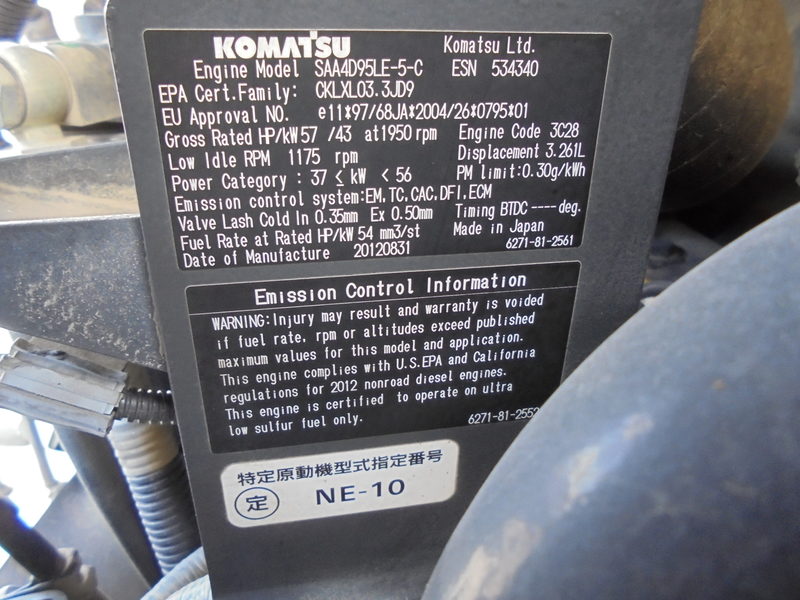 KOMATSU Komatsu Ltd.
Engine Model SAA4D95LE-5-C ESN 534340
EPA Cert.Family: CKLXL03.3JD9
EU Approval NO. e11*97/68JA*2004/26*0795*01
Gross Rated HP/kW 57 /43 at 1950 rpm Engine Code 3C28
Low Idle RPM 1175 rpm Displacement 3.261L
Power Category : 37 ≤ kW < 56 PM limit:0.30g/kWh
Emission control system:EM,TC,CAC,DFI,ECM
Valve Lash Cold In 0.35mm Ex 0.50mm Timing BTDC ---- deg.
Fuel Rate at Rated HP/kW 54 mm3/st Made in Japan
Date of Manufacture 20120831 6271-81-2561
Emission Control Information
WARNING:Injury may result and warranty is voided
if fuel rate, rpm or altitudes exceed published
maximum values for this model and application.
This engine complies with U.S.EPA and California
regulations for 2012 nonroad diesel engines.
This engine is certified to operate on ultra
low sulfur fuel only. 6271-81-2552
特定原動機型式指定番号
定 NE-10